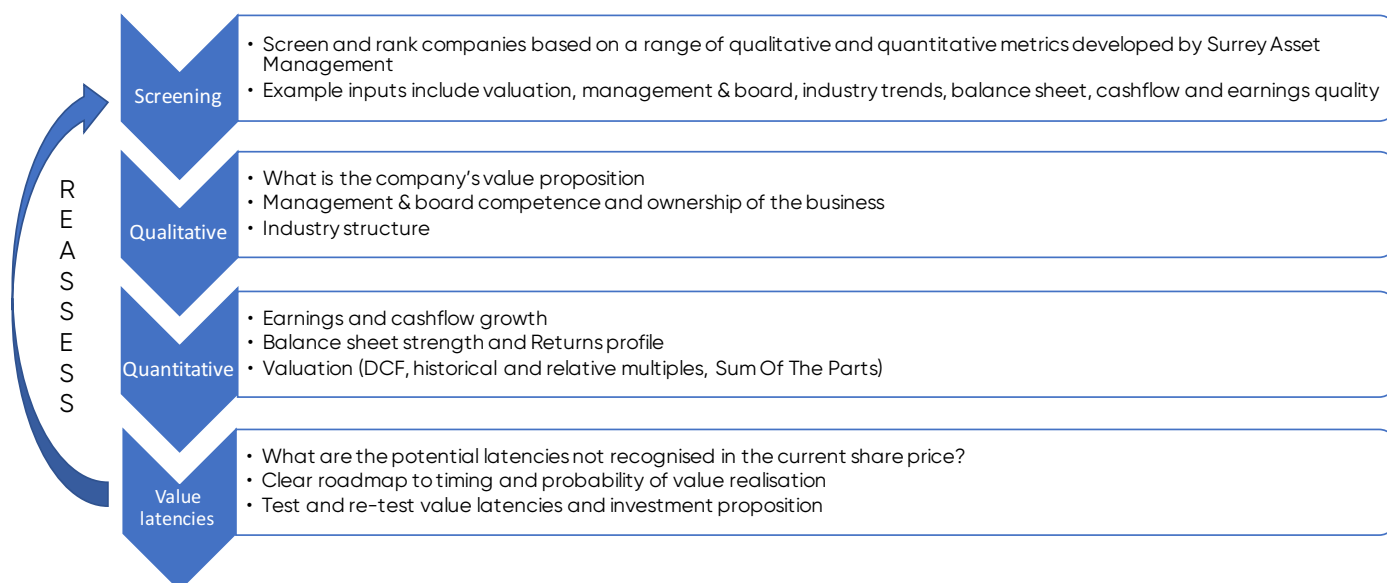 Screening
• Screen and rank companies based on a range of qualitative and quantitative metrics developed by Surrey Asset
Management
• Example inputs include valuation, management & board, industry trends, balance sheet, cashflow and earnings quality
REASSESS
Qualitative
• What is the company's value proposition
• Management & board competence and ownership of the business
• Industry structure
Quantitative
• Earnings and cashflow growth
• Balance sheet strength and Returns profile
• Valuation (DCF, historical and relative multiples, Sum Of The Parts)
Value
latencies
• What are the potential latencies not recognised in the current share price?
• Clear roadmap to timing and probability of value realisation
• Test and re-test value latencies and investment proposition